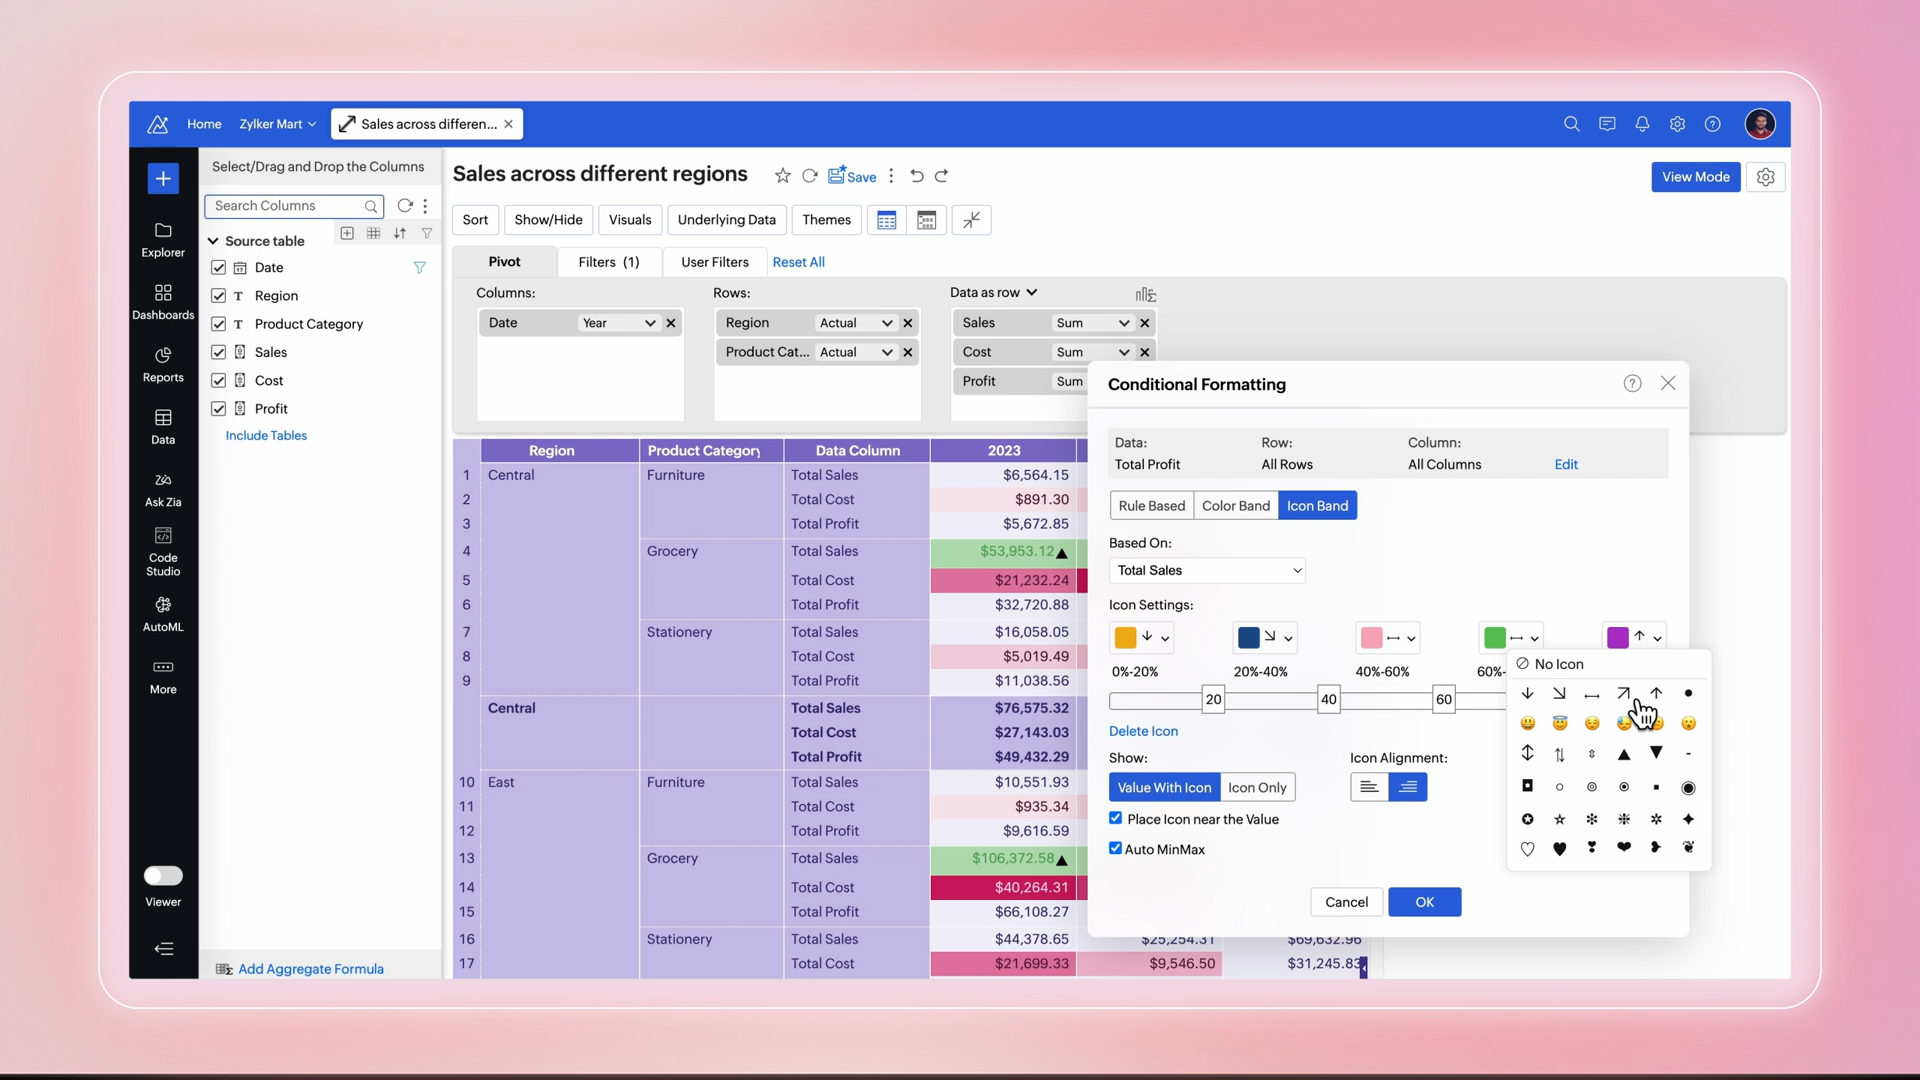 Home
Zylker Mart
Sales across differen...
Select/Drag and Drop the Columns
Search Columns
Source table
Date
Region
Product Category
Sales
Cost
Profit
Include Tables
Add Aggregate Formula
Explorer
Dashboards
Reports
Data
Ask Zia
Code
Studio
AutoML
More
Viewer
Sales across different regions
Save
View Mode
Sort
Show/Hide
Visuals
Underlying Data
Themes
Pivot
Filters (1)
User Filters
Reset All
Columns:
Rows:
Data as row
Date Year
Region Actual
Product Cat... Actual
Sales Sum
Cost Sum
Profit Sum
Region Product Category Data Column 2023
1 Central Furniture Total Sales $6,564.15
2 Total Cost $891.30
3 Total Profit $5,672.85
4 Grocery Total Sales $53,953.12
5 Total Cost $21,232.24
6 Total Profit $32,720.88
7 Stationery Total Sales $16,058.05
8 Total Cost $5,019.49
9 Total Profit $11,038.56
Central Total Sales $76,575.32
Total Cost $27,143.03
Total Profit $49,432.29
10 East Furniture Total Sales $10,551.93
11 Total Cost $935.34
12 Total Profit $9,616.59
13 Grocery Total Sales $106,372.58
14 Total Cost $40,264.31
15 Total Profit $66,108.27
16 Stationery Total Sales $44,378.65 $25,254.31 $69,632.96
17 Total Cost $21,699.33 $9,546.50 $31,245.83
Conditional Formatting
Data: Row: Column:
Total Profit All Rows All Columns Edit
Rule Based Color Band Icon Band
Based On:
Total Sales
Icon Settings:
0%-20% 20%-40% 40%-60% 60%-
20 40 60
No Icon
Delete Icon
Show: Icon Alignment:
Value With Icon Icon Only
Place Icon near the Value
Auto MinMax
Cancel OK